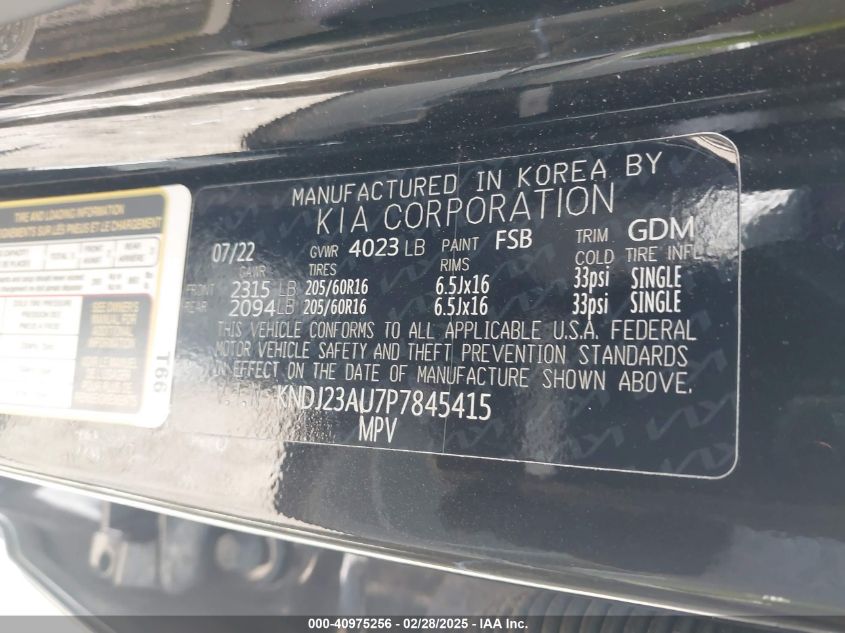 MANUFACTURED IN KOREA BY
KIA CORPORATION
07/22 GVWR 4023 LB PAINT FSB TRIM GDM
GAWR TIRES RIMS COLD TIRE INFL
FRONT 2315 LB 205/60R16 6.5Jx16 33psi SINGLE
REAR 2094 LB 205/60R16 6.5Jx16 33psi SINGLE
THIS VEHICLE CONFORMS TO ALL APPLICABLE U.S.A. FEDERAL
MOTOR VEHICLE SAFETY AND THEFT PREVENTION STANDARDS
IN EFFECT ON THE DATE OF MANUFACTURE SHOWN ABOVE.
KNDJ23AU7P7845415
MPV
TIRE AND LOADING INFORMATION
SEE OWNER'S
T66
000-40975256 - 02/28/2025 - IAA Inc.